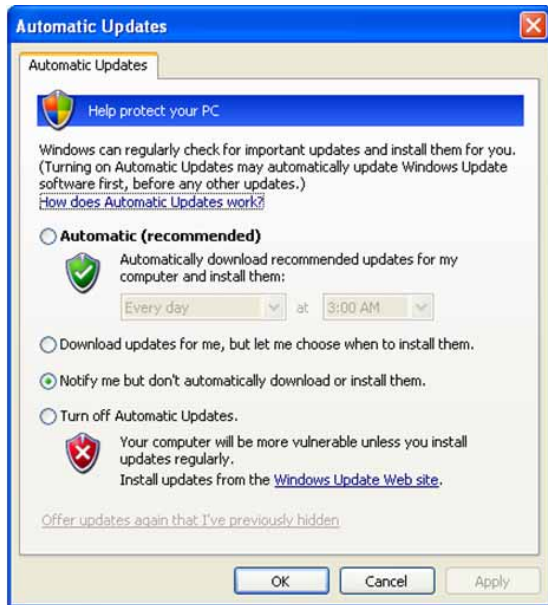 Automatic Updates
Automatic Updates
Help protect your PC
Windows can regularly check for important updates and install them for you.
(Turning on Automatic Updates may automatically update Windows Update
software first, before any other updates.)
How does Automatic Updates work?
Automatic (recommended)
Automatically download recommended updates for my
computer and install them:
Every day at 3:00 AM
Download updates for me, but let me choose when to install them.
Notify me but don't automatically download or install them.
Turn off Automatic Updates.
Your computer will be more vulnerable unless you install
updates regularly.
Install updates from the Windows Update Web site.
Offer updates again that I've previously hidden
OK Cancel Apply